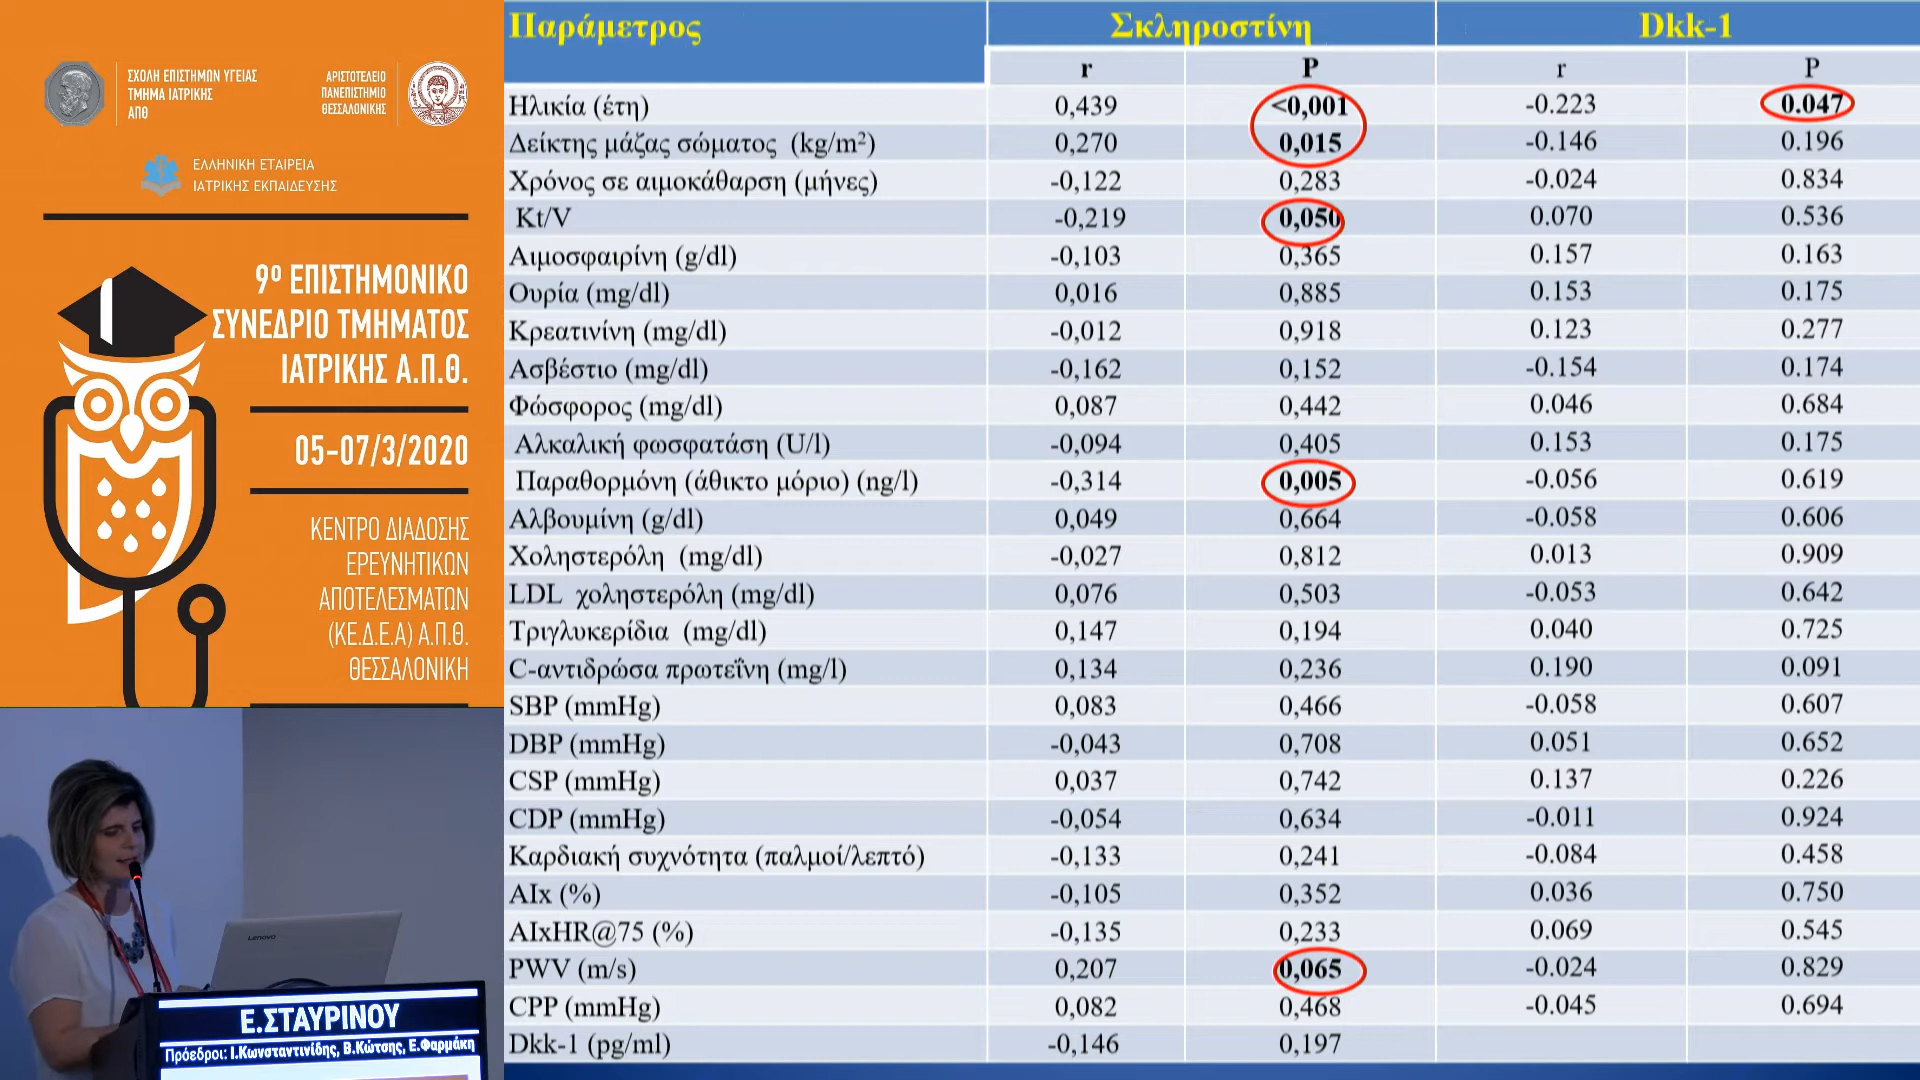 ΣΧΟΛΗ ΕΠΙΣΤΗΜΩΝ ΥΓΕΙΑΣ
ΤΜΗΜΑ ΙΑΤΡΙΚΗΣ
ΑΠΘ
ΑΡΙΣΤΟΤΕΛΕΙΟ
ΠΑΝΕΠΙΣΤΗΜΙΟ
ΘΕΣΣΑΛΟΝΙΚΗΣ
ΕΛΛΗΝΙΚΗ ΕΤΑΙΡΕΙΑ
ΙΑΤΡΙΚΗΣ ΕΚΠΑΙΔΕΥΣΗΣ
9º ΕΠΙΣΤΗΜΟΝΙΚΟ
ΣΥΝΕΔΡΙΟ ΤΜΗΜΑΤΟΣ
ΙΑΤΡΙΚΗΣ Α.Π.Θ.
05-07/3/2020
ΚΕΝΤΡΟ ΔΙΑΔΟΣΗΣ
ΕΡΕΥΝΗΤΙΚΩΝ
ΑΠΟΤΕΛΕΣΜΑΤΩΝ
(ΚΕ.Δ.Ε.Α) Α.Π.Θ.
ΘΕΣΣΑΛΟΝΙΚΗ
Lenovo
Ε.ΣΤΑΥΡΙΝΟΥ
Πρόεδροι: Ι.Κωνσταντινίδης, Β.Κώτσης, Ε.Φαρμάκη
Παράμετρος Σκληροστίνη Dkk-1
r P r P
Ηλικία (έτη) 0,439 <0,001 -0.223 0.047
Δείκτης μάζας σώματος (kg/m²) 0,270 0,015 -0.146 0.196
Χρόνος σε αιμοκάθαρση (μήνες) -0,122 0,283 -0.024 0.834
Kt/V -0,219 0,050 0.070 0.536
Αιμοσφαιρίνη (g/dl) -0,103 0,365 0.157 0.163
Ουρία (mg/dl) 0,016 0,885 0.153 0.175
Κρεατινίνη (mg/dl) -0,012 0,918 0.123 0.277
Ασβέστιο (mg/dl) -0,162 0,152 -0.154 0.174
Φώσφορος (mg/dl) 0,087 0,442 0.046 0.684
Αλκαλική φωσφατάση (U/l) -0,094 0,405 0.153 0.175
Παραθορμόνη (άθικτο μόριο) (ng/l) -0,314 0,005 -0.056 0.619
Αλβουμίνη (g/dl) 0,049 0,664 -0.058 0.606
Χοληστερόλη (mg/dl) -0,027 0,812 0.013 0.909
LDL χοληστερόλη (mg/dl) 0,076 0,503 -0.053 0.642
Τριγλυκερίδια (mg/dl) 0,147 0,194 0.040 0.725
C-αντιδρώσα πρωτεΐνη (mg/l) 0,134 0,236 0.190 0.091
SBP (mmHg) 0,083 0,466 -0.058 0.607
DBP (mmHg) -0,043 0,708 0.051 0.652
CSP (mmHg) 0,037 0,742 0.137 0.226
CDP (mmHg) -0,054 0,634 -0.011 0.924
Καρδιακή συχνότητα (παλμοί/λεπτό) -0,133 0,241 -0.084 0.458
AIx (%) -0,105 0,352 0.036 0.750
AIxHR@75 (%) -0,135 0,233 0.069 0.545
PWV (m/s) 0,207 0,065 -0.024 0.829
CPP (mmHg) 0,082 0,468 -0.045 0.694
Dkk-1 (pg/ml) -0,146 0,197